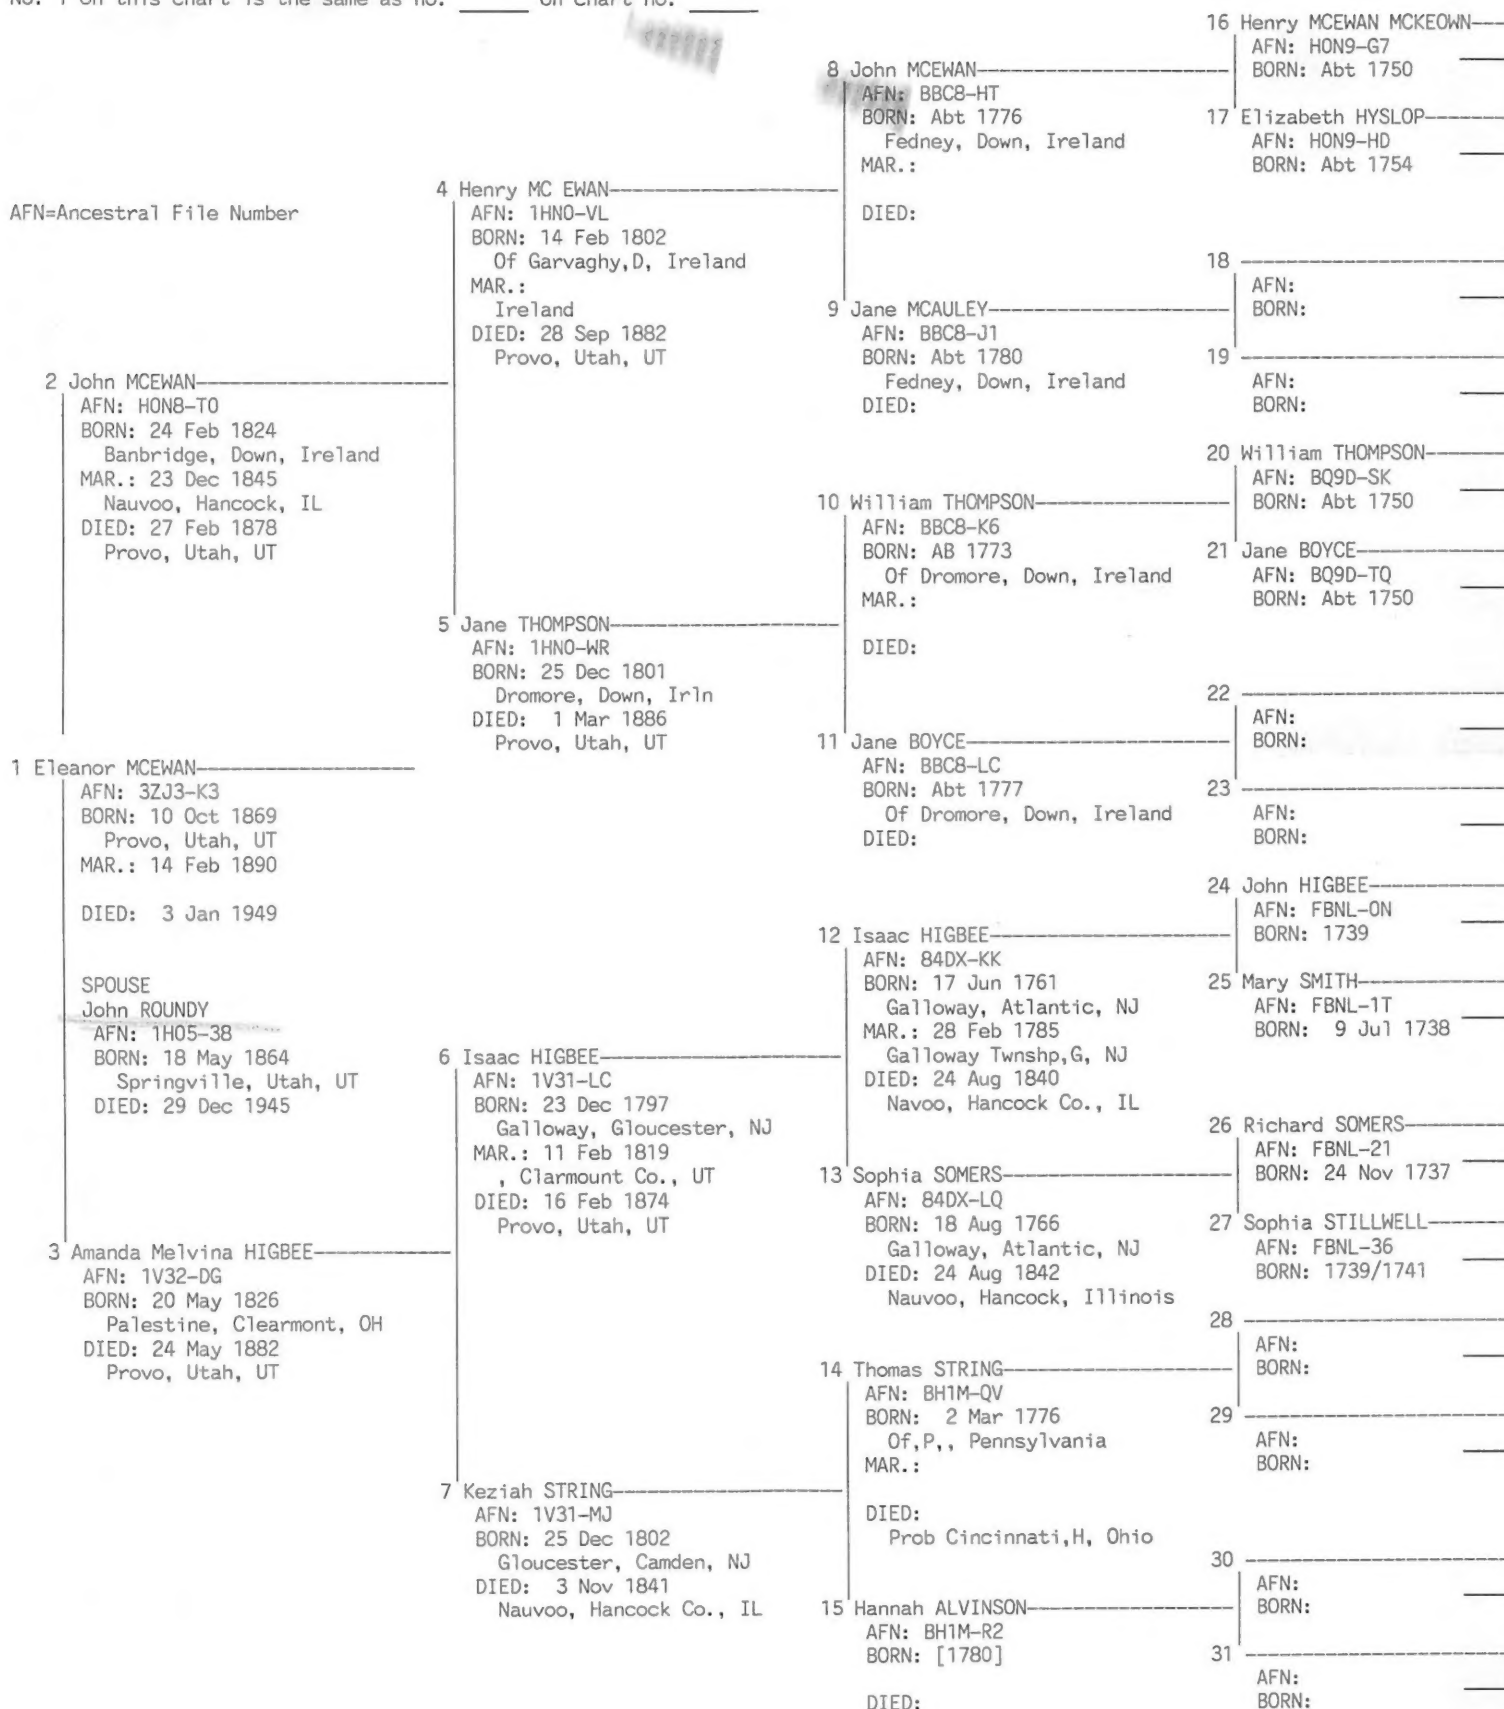 No. 1 on this chart is the same as no. ______ on chart no. ______
16 Henry MCEWAN MCKEOWN
AFN: HON9-G7
BORN: Abt 1750
8 John MCEWAN
AFN: BBC8-HT
BORN: Abt 1776
Fedney, Down, Ireland
MAR.:
DIED:
17 Elizabeth HYSLOP
AFN: HON9-HD
BORN: Abt 1754
4 Henry MC EWAN
AFN: 1HN0-VL
BORN: 14 Feb 1802
Of Garvaghy,D, Ireland
MAR.:
Ireland
DIED: 28 Sep 1882
Provo, Utah, UT
AFN=Ancestral File Number
18
AFN:
BORN:
9 Jane MCAULEY
AFN: BBC8-J1
BORN: Abt 1780
Fedney, Down, Ireland
DIED:
19
AFN:
BORN:
2 John MCEWAN
AFN: HON8-T0
BORN: 24 Feb 1824
Banbridge, Down, Ireland
MAR.: 23 Dec 1845
Nauvoo, Hancock, IL
DIED: 27 Feb 1878
Provo, Utah, UT
20 William THOMPSON
AFN: BQ9D-SK
BORN: Abt 1750
10 William THOMPSON
AFN: BBC8-K6
BORN: AB 1773
Of Dromore, Down, Ireland
MAR.:
DIED:
21 Jane BOYCE
AFN: BQ9D-TQ
BORN: Abt 1750
5 Jane THOMPSON
AFN: 1HN0-WR
BORN: 25 Dec 1801
Dromore, Down, Irln
DIED: 1 Mar 1886
Provo, Utah, UT
22
AFN:
BORN:
11 Jane BOYCE
AFN: BBC8-LC
BORN: Abt 1777
Of Dromore, Down, Ireland
DIED:
23
AFN:
BORN:
1 Eleanor MCEWAN
AFN: 3ZJ3-K3
BORN: 10 Oct 1869
Provo, Utah, UT
MAR.: 14 Feb 1890
DIED: 3 Jan 1949
SPOUSE
John ROUNDY
AFN: 1H05-38
BORN: 18 May 1864
Springville, Utah, UT
DIED: 29 Dec 1945
24 John HIGBEE
AFN: FBNL-0N
BORN: 1739
12 Isaac HIGBEE
AFN: 84DX-KK
BORN: 17 Jun 1761
Galloway, Atlantic, NJ
MAR.: 28 Feb 1785
Galloway Twnshp,G, NJ
DIED: 24 Aug 1840
Navoo, Hancock Co., IL
25 Mary SMITH
AFN: FBNL-1T
BORN: 9 Jul 1738
6 Isaac HIGBEE
AFN: 1V31-LC
BORN: 23 Dec 1797
Galloway, Gloucester, NJ
MAR.: 11 Feb 1819
, Clarmount Co., UT
DIED: 16 Feb 1874
Provo, Utah, UT
26 Richard SOMERS
AFN: FBNL-21
BORN: 24 Nov 1737
13 Sophia SOMERS
AFN: 84DX-LQ
BORN: 18 Aug 1766
Galloway, Atlantic, NJ
DIED: 24 Aug 1842
Nauvoo, Hancock, Illinois
27 Sophia STILLWELL
AFN: FBNL-36
BORN: 1739/1741
3 Amanda Melvina HIGBEE
AFN: 1V32-DG
BORN: 20 May 1826
Palestine, Clearmont, OH
DIED: 24 May 1882
Provo, Utah, UT
28
AFN:
BORN:
14 Thomas STRING
AFN: BH1M-QV
BORN: 2 Mar 1776
Of,P,, Pennsylvania
MAR.:
DIED:
Prob Cincinnati,H, Ohio
29
AFN:
BORN:
7 Keziah STRING
AFN: 1V31-MJ
BORN: 25 Dec 1802
Gloucester, Camden, NJ
DIED: 3 Nov 1841
Nauvoo, Hancock Co., IL
30
AFN:
BORN:
15 Hannah ALVINSON
AFN: BH1M-R2
BORN: [1780]
DIED:
31
AFN:
BORN: